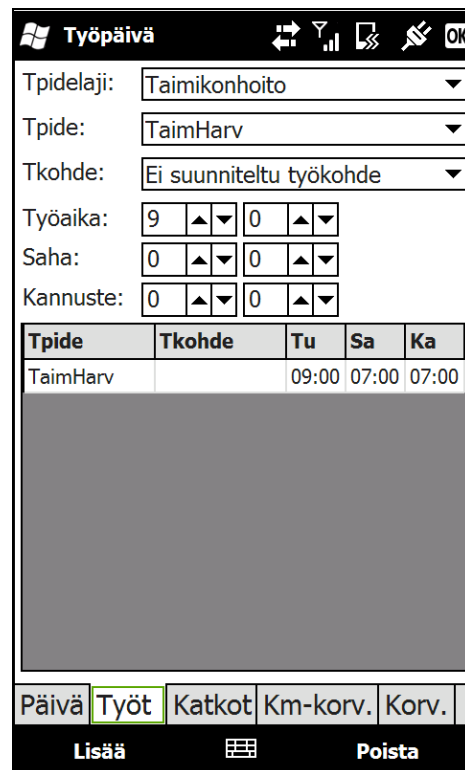 Työpäivä OK
Tpidelaji: Taimikonhoito
Tpide: TaimHarv
Tkohde: Ei suunniteltu työkohde
Työaika: 9 0
Saha: 0 0
Kannuste: 0 0
Tpide Tkohde Tu Sa Ka
TaimHarv 09:00 07:00 07:00
Päivä Työt Katkot Km-korv. Korv.
Lisää Poista